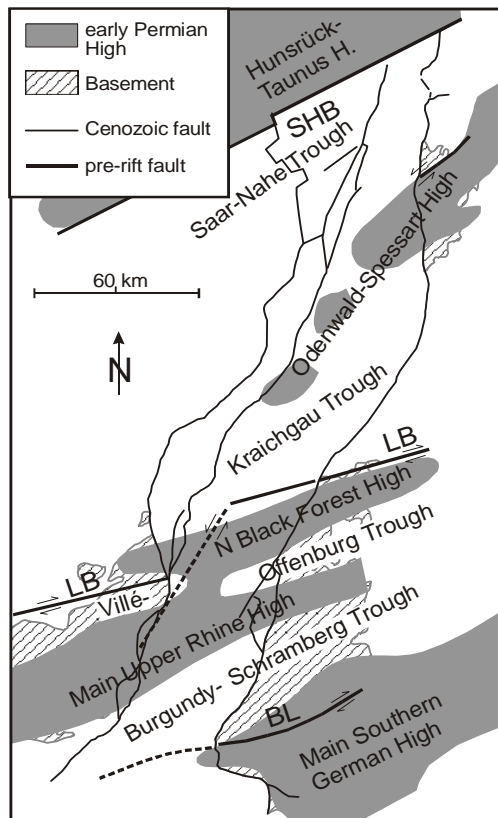 early Permian
High
Basement
Cenozoic fault
pre-rift fault
Hunsrück-
Taunus H.
SHB
Saar-Nahe Trough
60 km
Odenwald-Spessart High
N
Kraichgau Trough
LB
N Black Forest High
Offenburg Trough
LB
Villé-
Main Upper Rhine High
Burgundy- Schramberg Trough
BL
Main Southern
German High